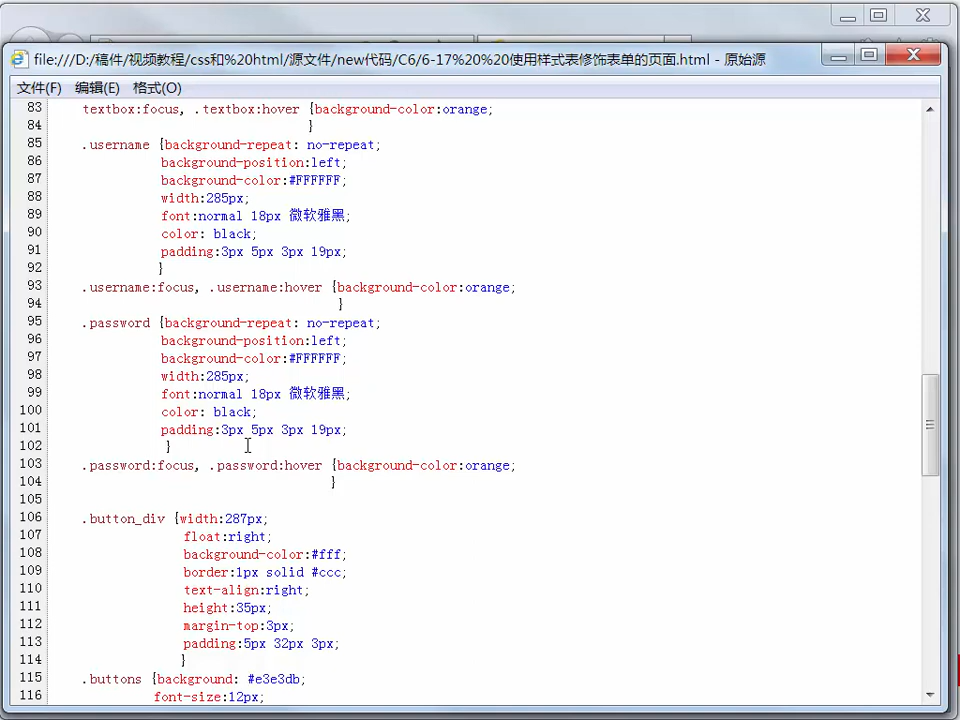 file:///D:/稿件/视频教程/css和%20html/源文件/new代码/C6/6-17%20%20使用样式表修饰表单的页面.html - 原始源
文件(F) 编辑(E) 格式(O)
83 textbox:focus, .textbox:hover {background-color:orange;
84 }
85 .username {background-repeat: no-repeat;
86 background-position:left;
87 background-color:#FFFFFF;
88 width:285px;
89 font:normal 18px 微软雅黑;
90 color: black;
91 padding:3px 5px 3px 19px;
92 }
93 .username:focus, .username:hover {background-color:orange;
94 }
95 .password {background-repeat: no-repeat;
96 background-position:left;
97 background-color:#FFFFFF;
98 width:285px;
99 font:normal 18px 微软雅黑;
100 color: black;
101 padding:3px 5px 3px 19px;
102 }
103 .password:focus, .password:hover {background-color:orange;
104 }
105
106 .button_div {width:287px;
107 float:right;
108 background-color:#fff;
109 border:1px solid #ccc;
110 text-align:right;
111 height:35px;
112 margin-top:3px;
113 padding:5px 32px 3px;
114 }
115 .buttons {background: #e3e3db;
116 font-size:12px;